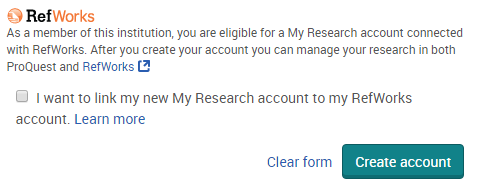 RefWorks
As a member of this institution, you are eligible for a My Research account connected
with RefWorks. After you create your account you can manage your research in both
ProQuest and RefWorks
I want to link my new My Research account to my RefWorks
account. Learn more
Clear form Create account